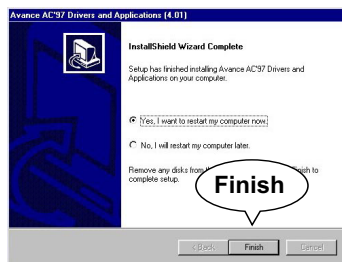 Avance AC'97 Drivers and Applications (4.01)
InstallShield Wizard Complete
Setup has finished installing Avance AC'97 Drivers and
Applications on your computer.
Yes, I want to restart my computer now.
No, I will restart my computer later.
Remove any disks from
complete setup.
Finish
< Back
Finish
Cancel